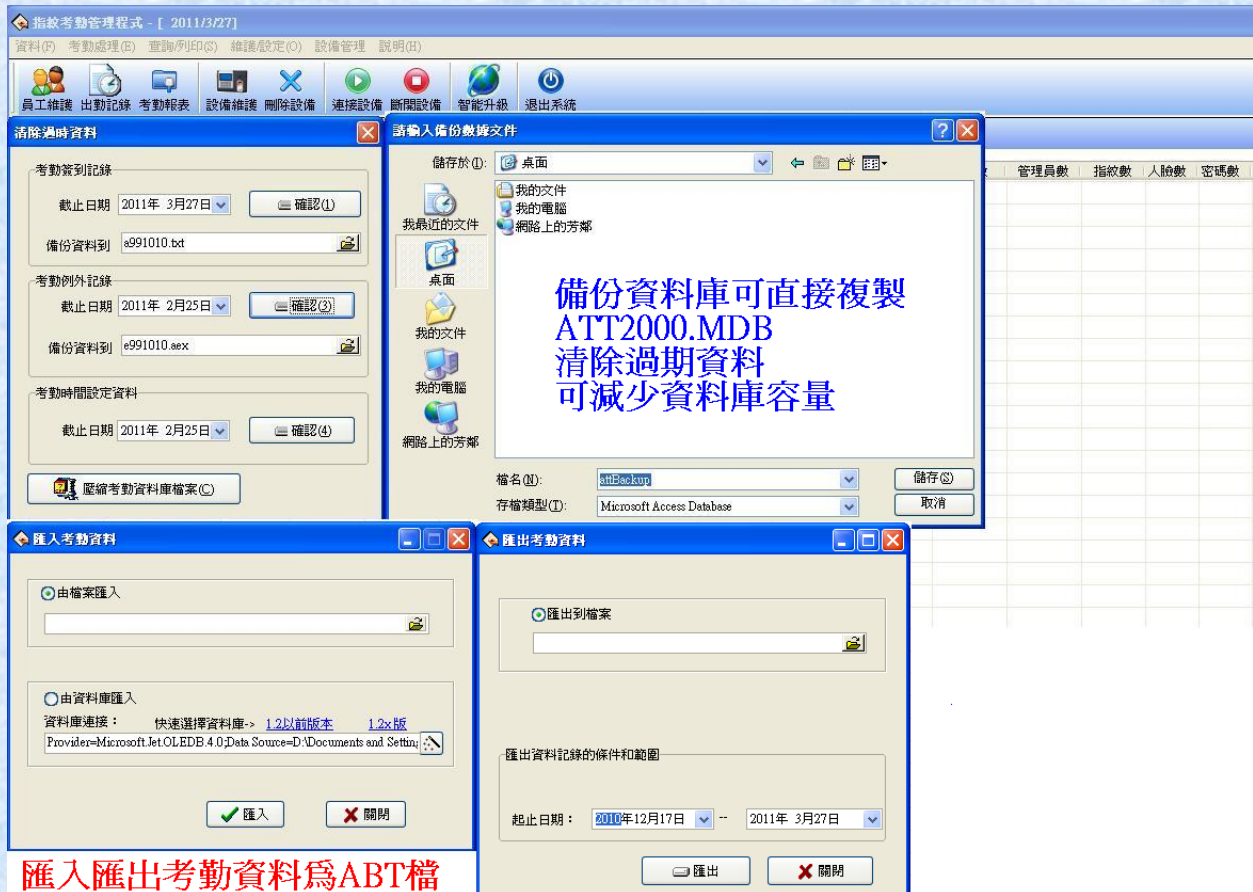 指紋考勤管理程式 - [ 2011/3/27]
資料(F) 考勤處理(E) 查詢/列印(S) 維護/設定(O) 設備管理 說明(H)
員工維護 出勤記錄 考勤報表 設備維護 刪除設備 連接設備 斷開設備 智能升級 退出系統
清除過時資料
考勤簽到記錄
截止日期 2011年 3月27日 確認(1)
備份資料到 a991010.txt
考勤例外記錄
截止日期 2011年 2月25日 確認(3)
備份資料到 e991010.aex
考勤時間設定資料
截止日期 2011年 2月25日 確認(4)
壓縮考勤資料庫檔案(C)
請輸入備份數據文件
儲存於(I): 桌面
我最近的文件
桌面
我的文件
我的電腦
網路上的芳鄰
我的文件
我的電腦
網路上的芳鄰
備份資料庫可直接複製
ATT2000.MDB
清除過期資料
可減少資料庫容量
檔名(N): attBackup 儲存(S)
存檔類型(T): Microsoft Access Database 取消
管理員數 指紋數 人臉數 密碼數
匯入考勤資料
由檔案匯入
由資料庫匯入
資料庫連接： 快速選擇資料庫-> 1.2以前版本 1.2x版
Provider=Microsoft.Jet.OLEDB.4.0;Data Source=D:\Documents and Setting
匯入 關閉
匯入匯出考勤資料為ABT檔
匯出考勤資料
匯出到檔案
匯出資料記錄的條件和範圍
起止日期： 2010年12月17日 -- 2011年 3月27日
匯出 關閉